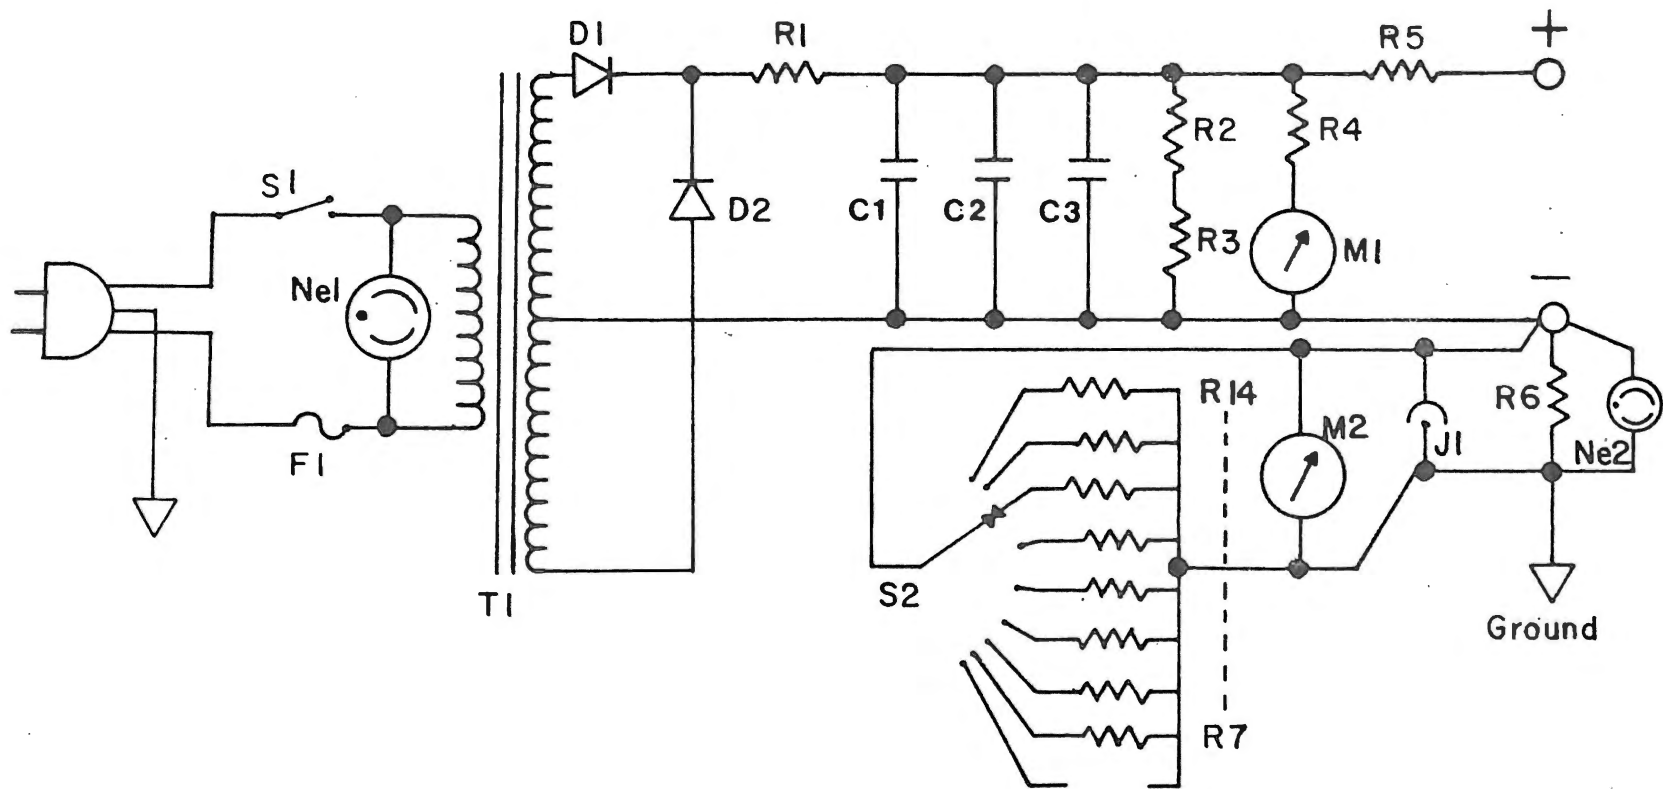 D1
R1
R5
+
S1
R2
R4
D2
C1
C2
C3
R3
M1
Ne1
−
R14
R6
M2
J1
Ne2
F1
T1
S2
Ground
R7